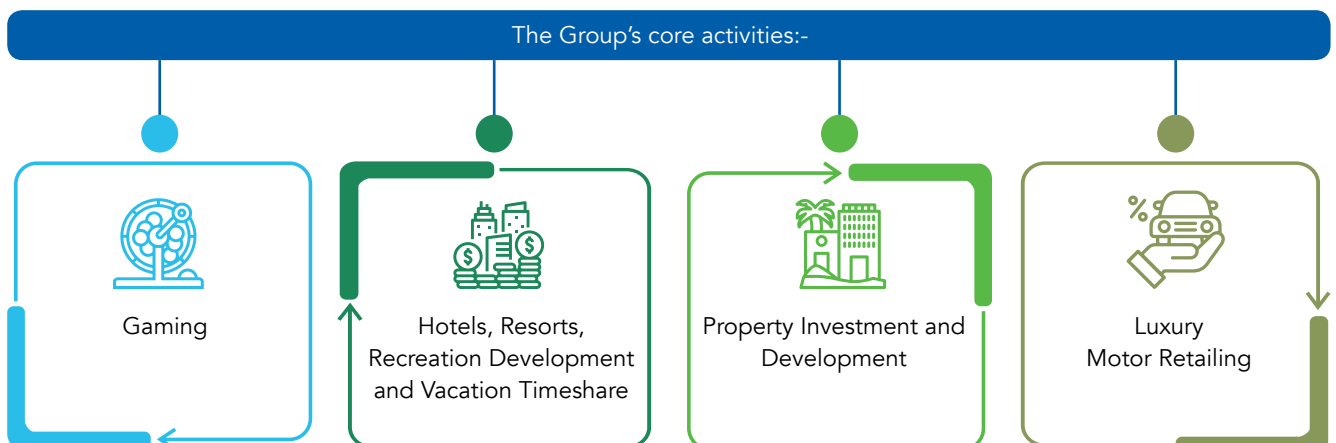 The Group's core activities:-
Gaming
Hotels, Resorts,
Recreation Development
and Vacation Timeshare
Property Investment and
Development
Luxury
Motor Retailing